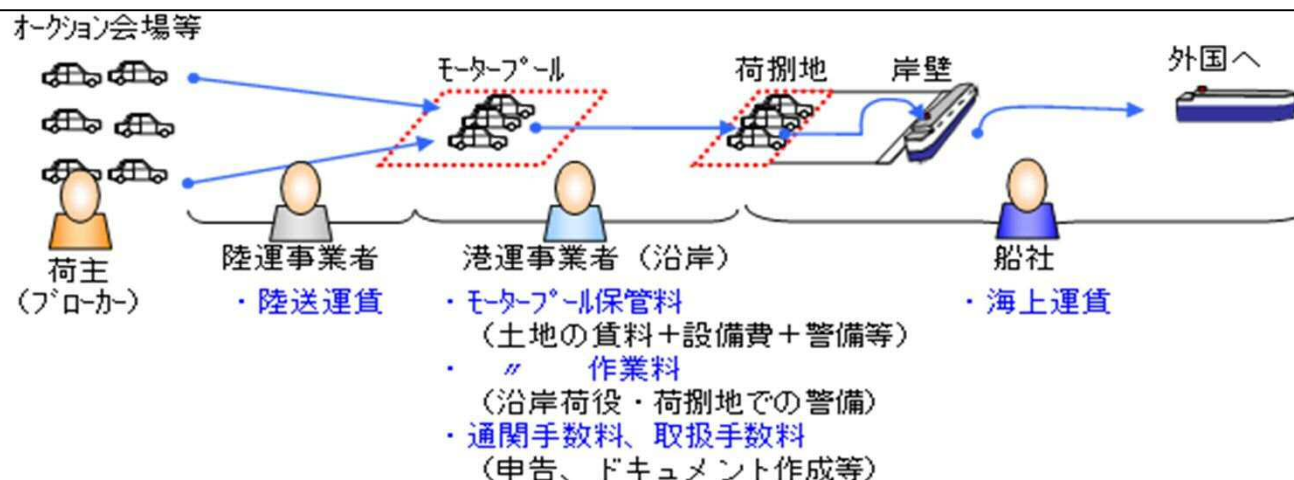 オークション会場等
モータープール
荷捌地
岸壁
外国へ
荷主
(ブローカー)
陸運事業者
・陸送運賃
港運事業者（沿岸）
・モータープール保管料
（土地の賃料＋設備費＋警備等）
・ 〃 作業料
（沿岸荷役・荷捌地での警備）
・通関手数料、取扱手数料
（申告、ドキュメント作成等）
船社
・海上運賃